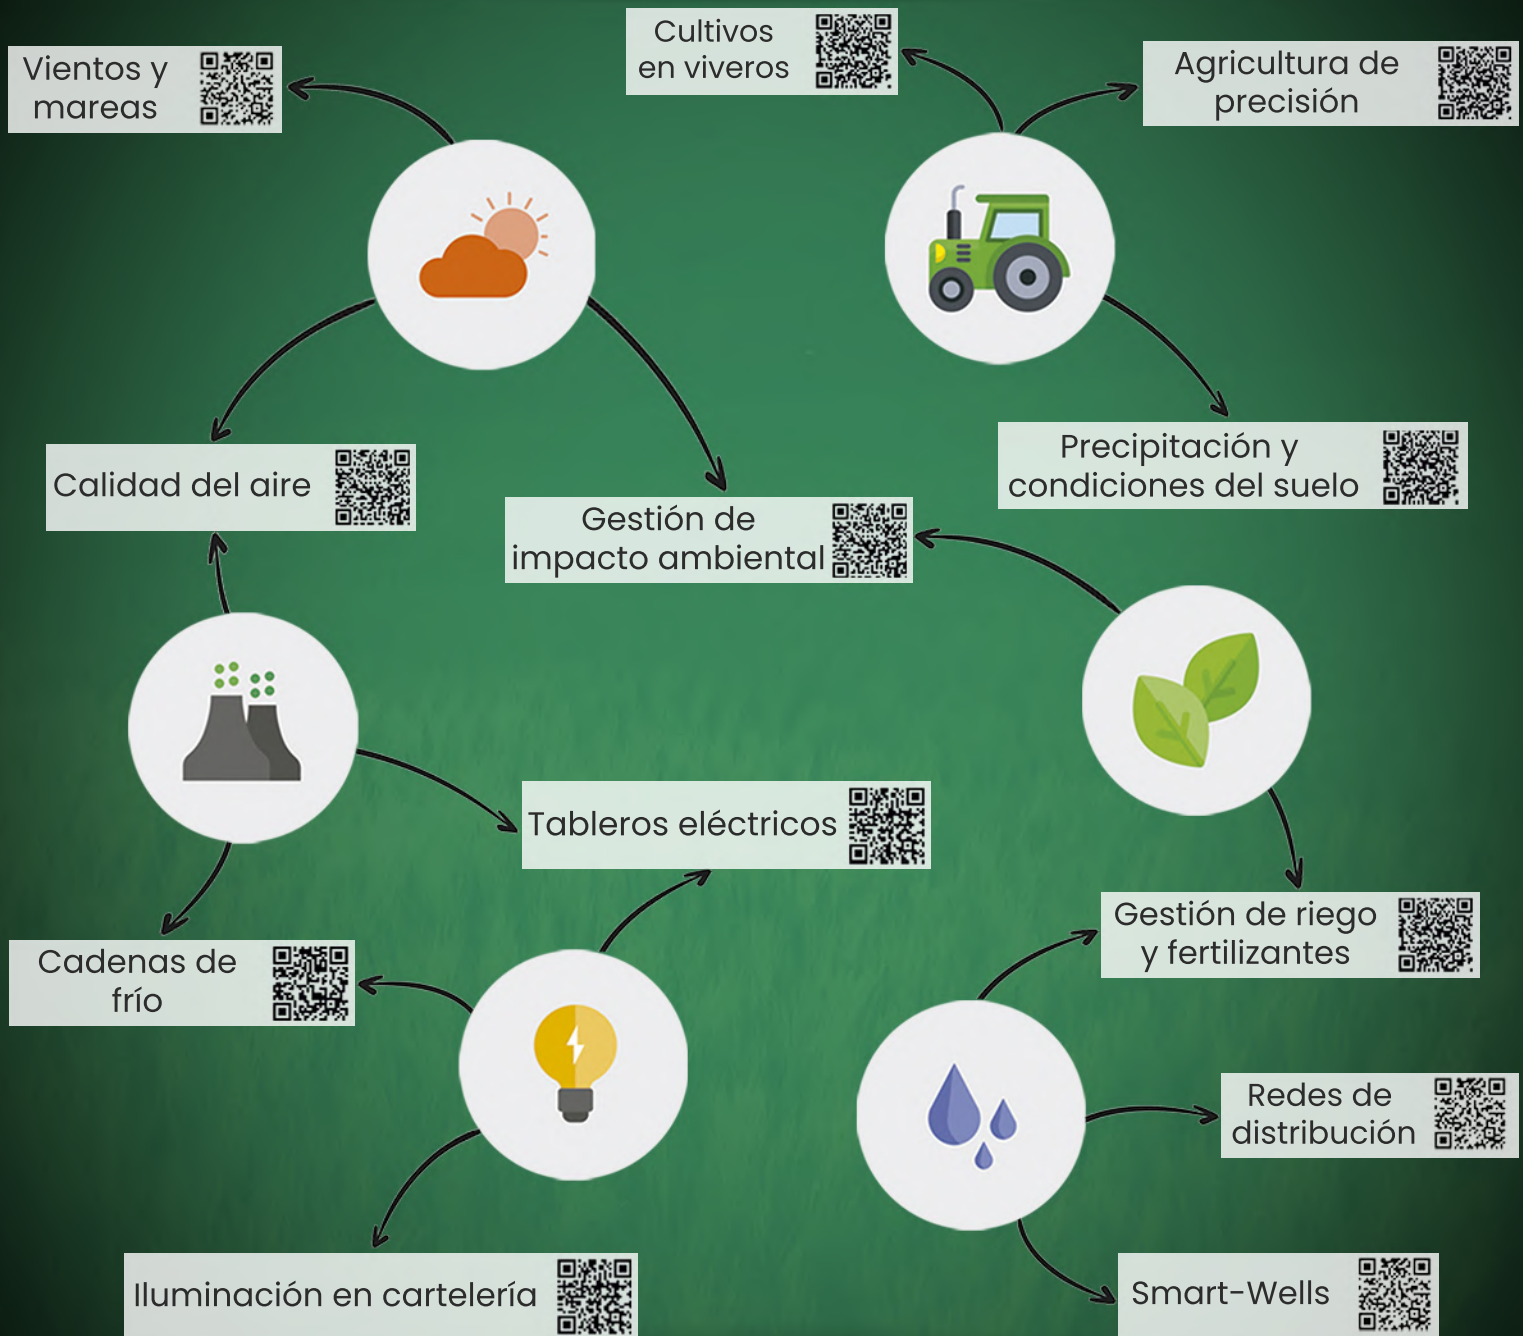 Cultivos
en viveros
Vientos y
mareas
Agricultura de
precisión
Calidad del aire
Precipitación y
condiciones del suelo
Gestión de
impacto ambiental
Tableros eléctricos
Gestión de riego
y fertilizantes
Cadenas de
frío
Redes de
distribución
Iluminación en cartelería
Smart-Wells